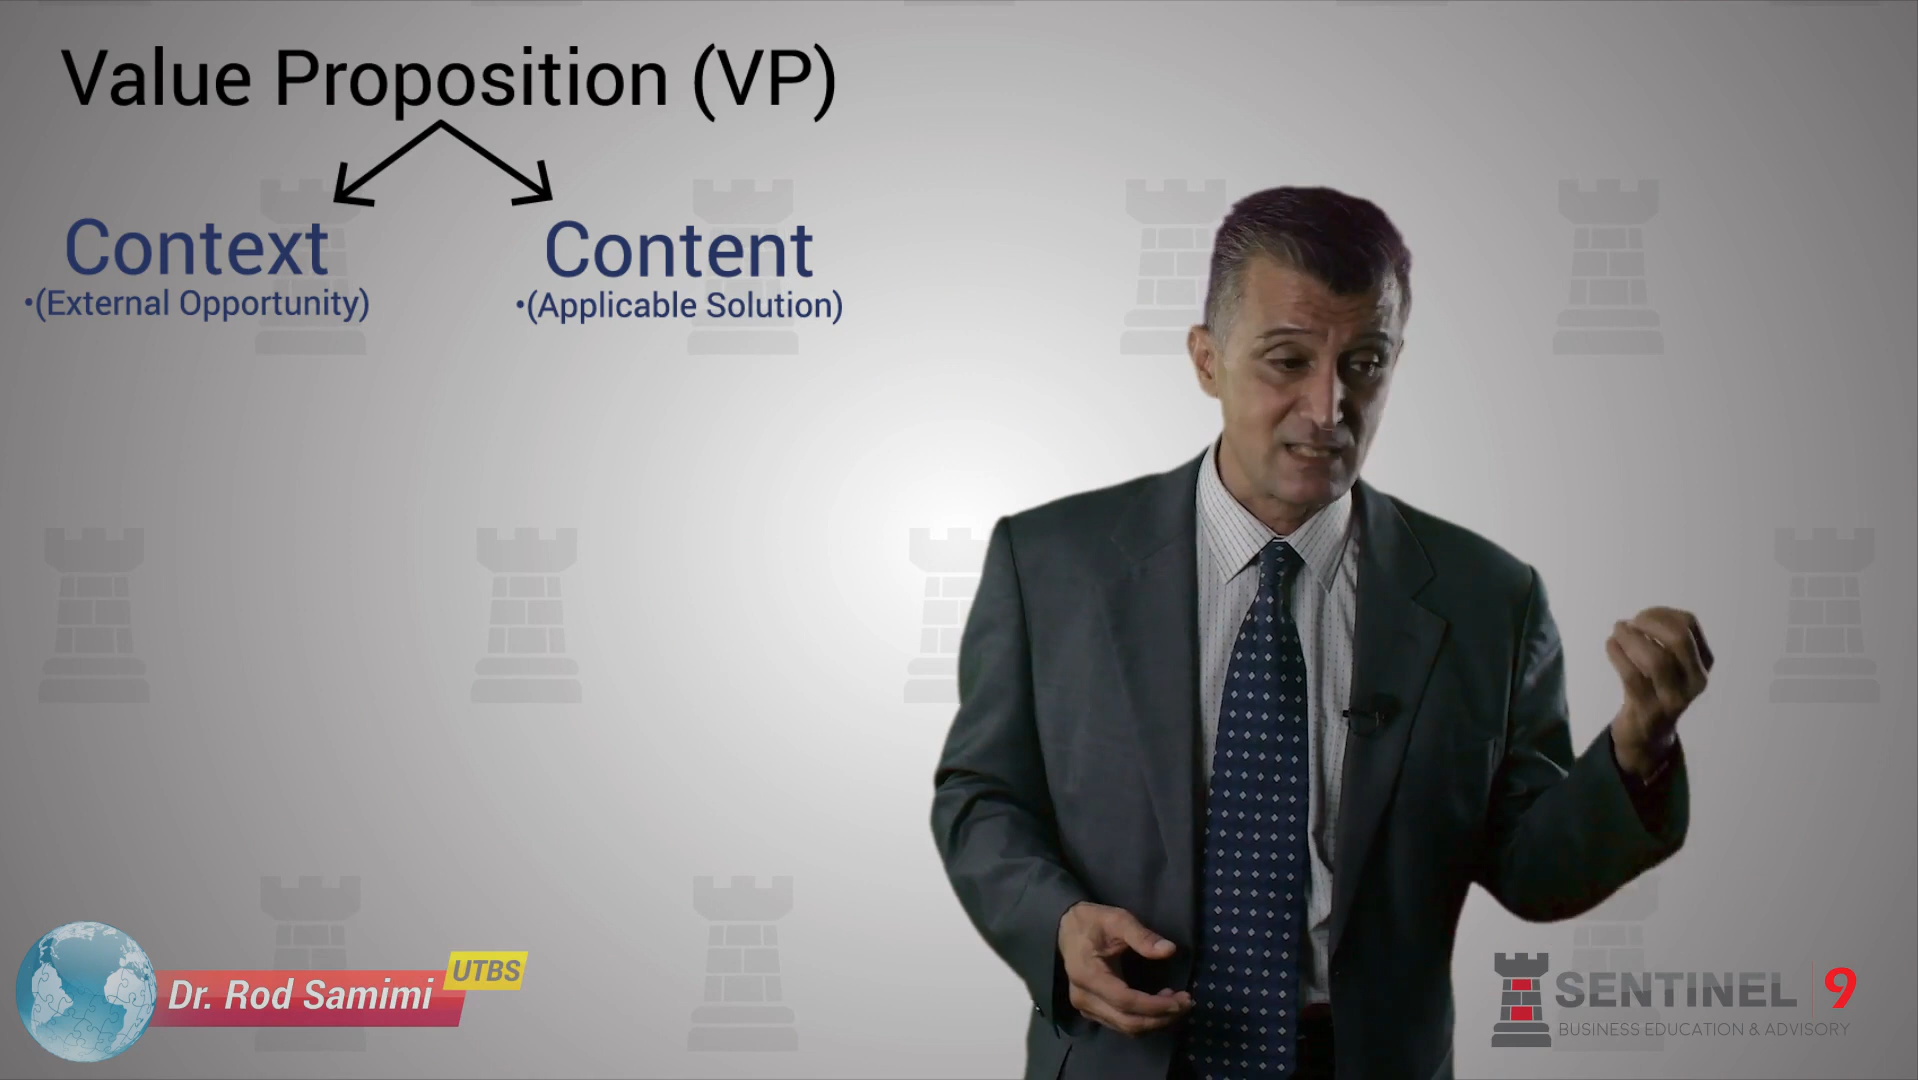 Value Proposition (VP)
Context
•(External Opportunity)
Content
•(Applicable Solution)
UTBS
Dr. Rod Samimi
SENTINEL | 9
BUSINESS EDUCATION & ADVISORY